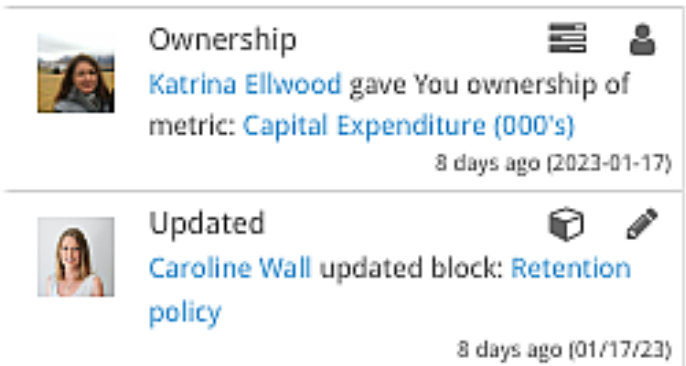 Ownership
Katrina Ellwood gave You ownership of
metric: Capital Expenditure (000's)
8 days ago (2023-01-17)
Updated
Caroline Wall updated block: Retention
policy
8 days ago (01/17/23)